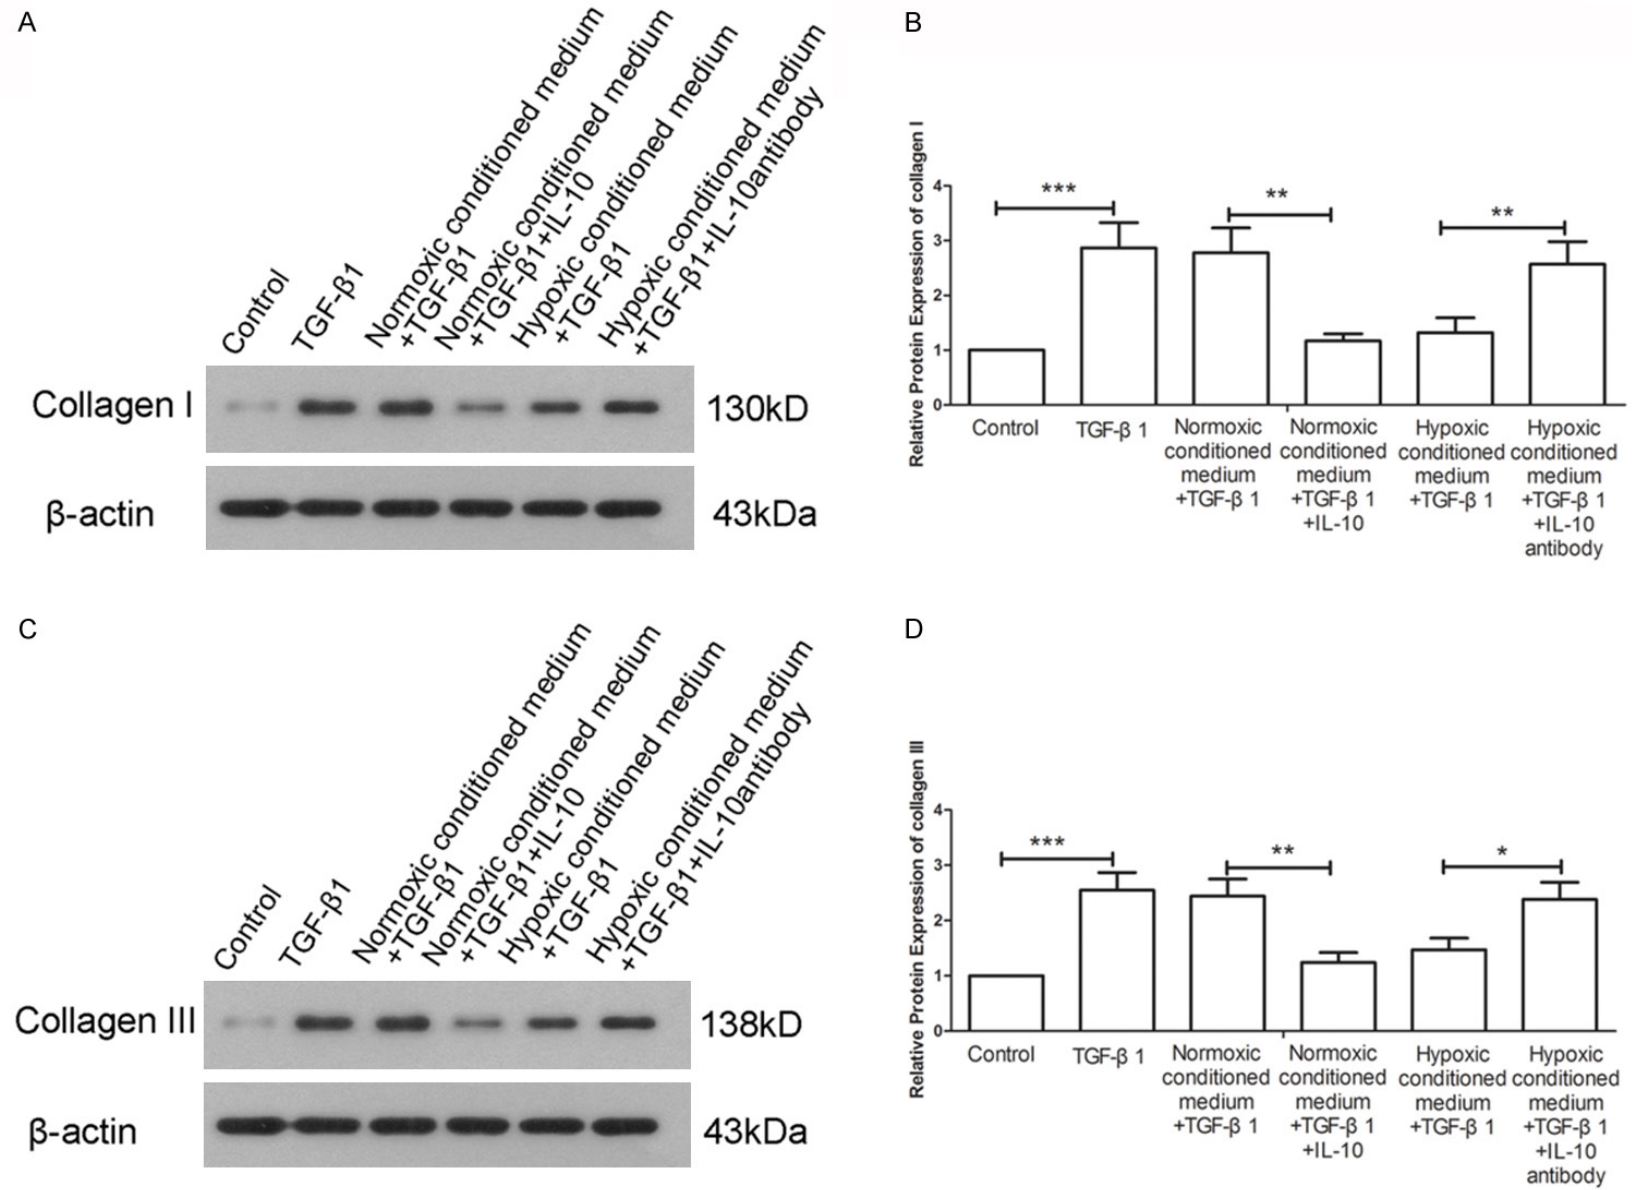 A
Control
TGF-β1
Normoxic conditioned medium
+TGF-β1
Normoxic conditioned medium
+TGF-β1+IL-10
Hypoxic conditioned medium
+TGF-β1
Hypoxic conditioned medium
+TGF-β1+IL-10antibody
Collagen I
130kD
β-actin
43kDa
B
Relative Protein Expression of collagen I
4
3
2
1
0
***
**
**
Control
TGF-β 1
Normoxic
conditioned
medium
+TGF-β 1
Normoxic
conditioned
medium
+TGF-β 1
+IL-10
Hypoxic
conditioned
medium
+TGF-β 1
Hypoxic
conditioned
medium
+TGF-β 1
+IL-10
antibody
C
Control
TGF-β1
Normoxic conditioned medium
+TGF-β1
Normoxic conditioned medium
+TGF-β1+IL-10
Hypoxic conditioned medium
+TGF-β1
Hypoxic conditioned medium
+TGF-β1+IL-10antibody
Collagen III
138kD
β-actin
43kDa
D
Relative Protein Expression of collagen III
4
3
2
1
0
***
**
*
Control
TGF-β 1
Normoxic
conditioned
medium
+TGF-β 1
Normoxic
conditioned
medium
+TGF-β 1
+IL-10
Hypoxic
conditioned
medium
+TGF-β 1
Hypoxic
conditioned
medium
+TGF-β 1
+IL-10
antibody